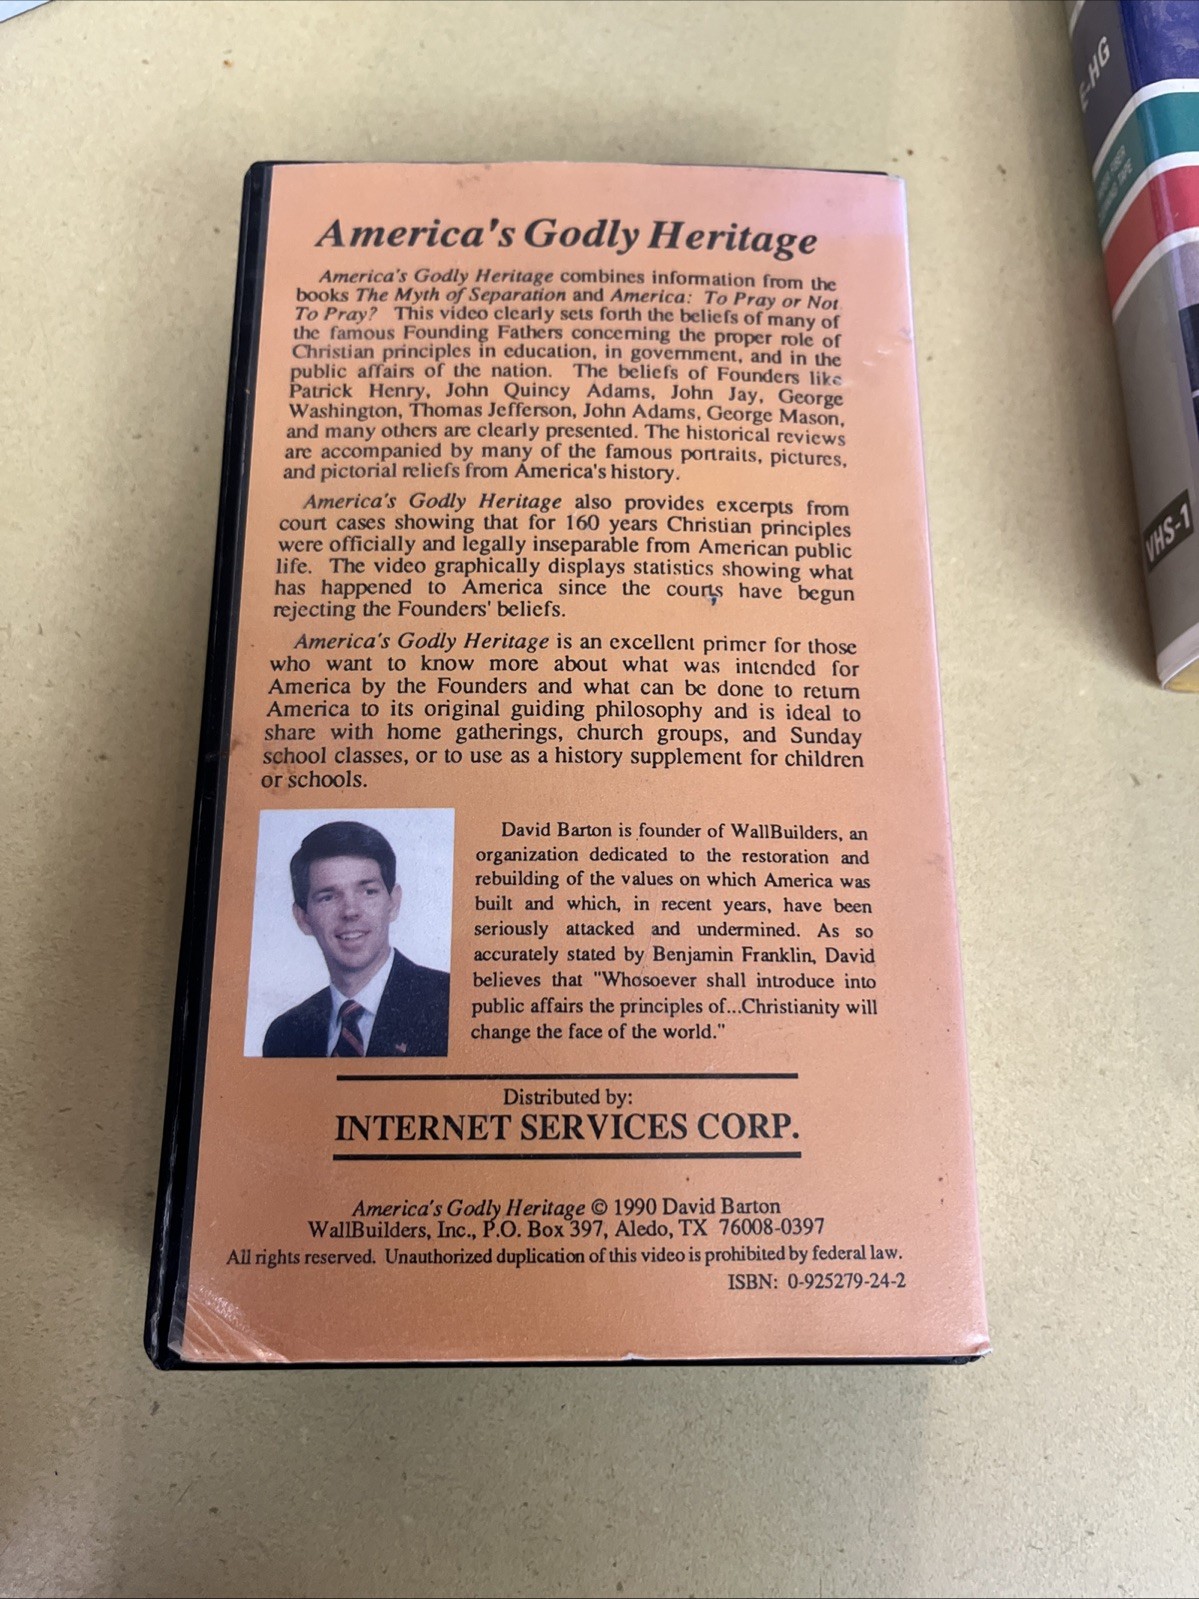 America's Godly Heritage
America's Godly Heritage combines information from the
books The Myth of Separation and America: To Pray or Not
To Pray? This video clearly sets forth the beliefs of many of
the famous Founding Fathers concerning the proper role of
Christian principles in education, in government, and in the
public affairs of the nation. The beliefs of Founders like
Patrick Henry, John Quincy Adams, John Jay, George
Washington, Thomas Jefferson, John Adams, George Mason,
and many others are clearly presented. The historical reviews
are accompanied by many of the famous portraits, pictures,
and pictorial reliefs from America's history.
America's Godly Heritage also provides excerpts from
court cases showing that for 160 years Christian principles
were officially and legally inseparable from American public
life. The video graphically displays statistics showing what
has happened to America since the courts have begun
rejecting the Founders' beliefs.
America's Godly Heritage is an excellent primer for those
who want to know more about what was intended for
America by the Founders and what can be done to return
America to its original guiding philosophy and is ideal to
share with home gatherings, church groups, and Sunday
school classes, or to use as a history supplement for children
or schools.
David Barton is founder of WallBuilders, an
organization dedicated to the restoration and
rebuilding of the values on which America was
built and which, in recent years, have been
seriously attacked and undermined. As so
accurately stated by Benjamin Franklin, David
believes that "Whosoever shall introduce into
public affairs the principles of...Christianity will
change the face of the world."
Distributed by:
INTERNET SERVICES CORP.
America's Godly Heritage © 1990 David Barton
WallBuilders, Inc., P.O. Box 397, Aledo, TX 76008-0397
All rights reserved. Unauthorized duplication of this video is prohibited by federal law.
ISBN: 0-925279-24-2
E-HG
TAPE
VHS-1